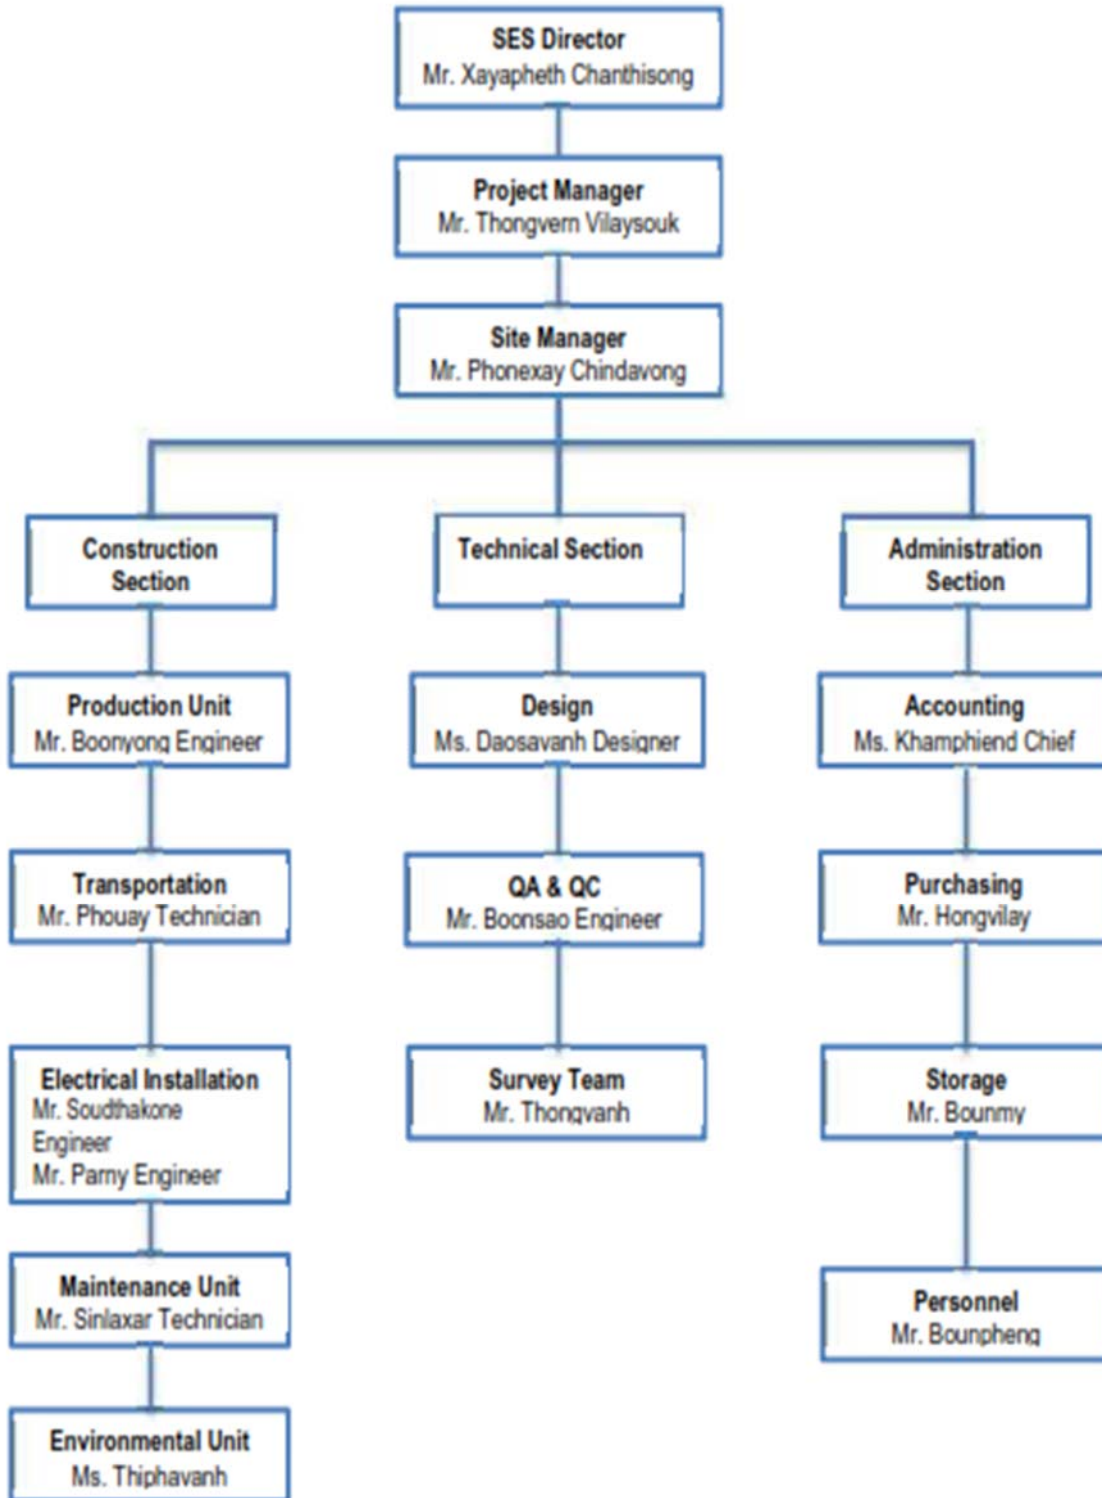 SES Director
Mr. Xayapheth Chanthisong
Project Manager
Mr. Thongvern Vilaysouk
Site Manager
Mr. Phonexay Chindavong
Construction
Section
Production Unit
Mr. Boonyong Engineer
Transportation
Mr. Phouay Technician
Electrical Installation
Mr. Soudthakone
Engineer
Mr. Parny Engineer
Maintenance Unit
Mr. Sinlaxar Technician
Environmental Unit
Ms. Thiphavanh
Technical Section
Design
Ms. Daosavanh Designer
QA & QC
Mr. Boonsao Engineer
Survey Team
Mr. Thongvanh
Administration
Section
Accounting
Ms. Khamphiend Chief
Purchasing
Mr. Hongvilay
Storage
Mr. Bounmy
Personnel
Mr. Bounpheng